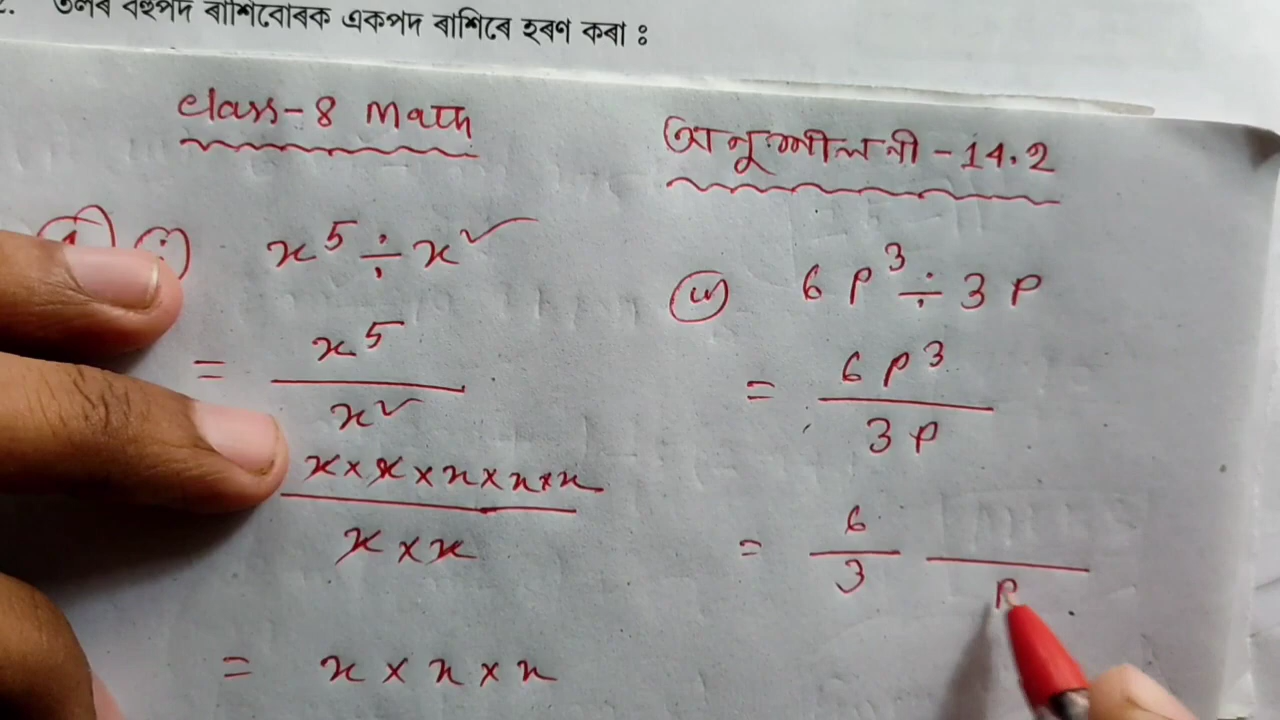 2. তলৰ বহুপদ ৰাশিবোৰক একপদ ৰাশিৰে হৰণ কৰা ঃ
Class-8 Math
অনুশীলনী - 14.2
x⁵ ÷ x²
= x⁵ / x²
x × x × x × x × x / x × x
= x × x × x
6p³ ÷ 3p
= 6p³ / 3p
= 6/3 /p